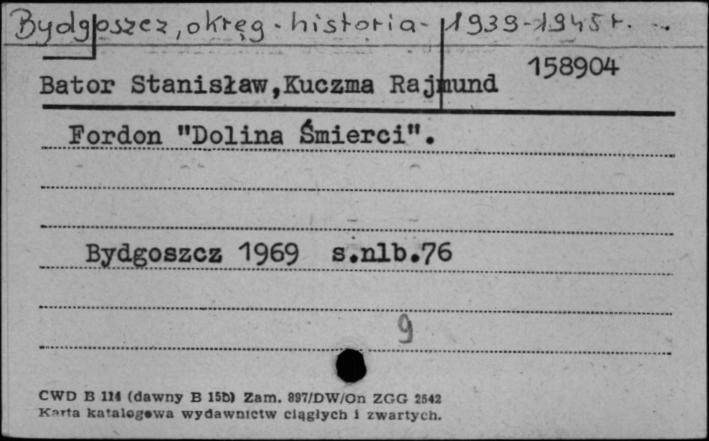 Bydgoszcz, okręg - historia - 1939-1945 r.
158904
Bator Stanisław,Kuczma Rajmund
Fordon "Dolina Śmierci".
Bydgoszcz 1969 s.nlb.76
9
CWD B 114 (dawny B 15b) Zam. 897/DW/On ZGG 2542
Karta katalogowa wydawnictw ciągłych i zwartych.